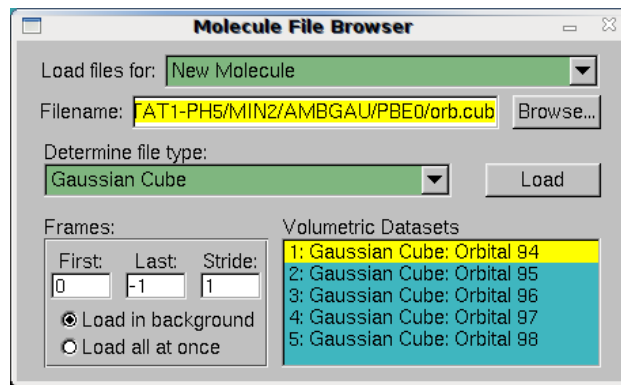 Molecule File Browser
Load files for: New Molecule
Filename: TAT1-PH5/MIN2/AMBGAU/PBE0/orb.cub Browse...
Determine file type:
Gaussian Cube Load
Frames:
First: Last: Stride:
0 -1 1
Load in background
Load all at once
Volumetric Datasets
1: Gaussian Cube: Orbital 94
2: Gaussian Cube: Orbital 95
3: Gaussian Cube: Orbital 96
4: Gaussian Cube: Orbital 97
5: Gaussian Cube: Orbital 98